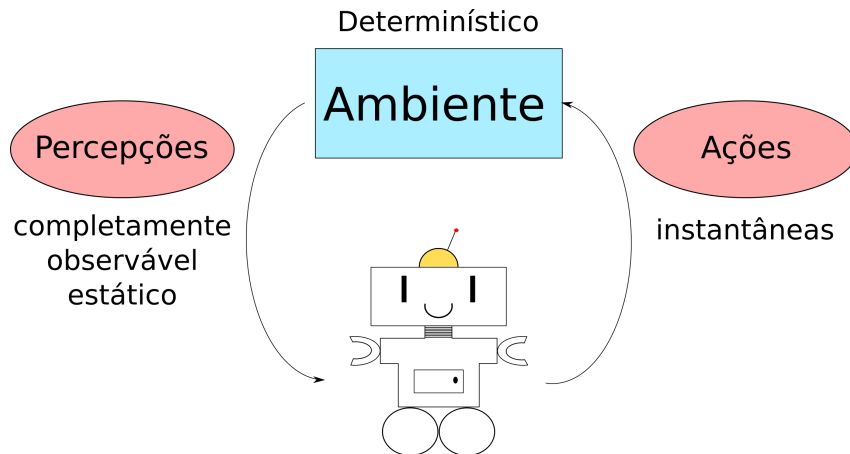 Determinístico
Ambiente
Percepções
completamente
observável
estático
Ações
instantâneas